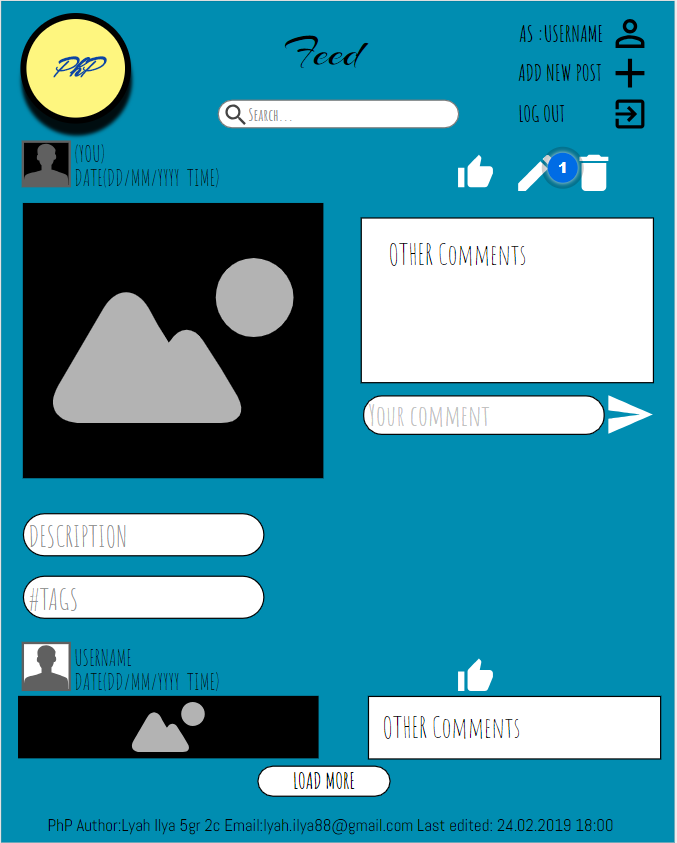 PhP
Feed
AS :USERNAME
ADD NEW POST
Search...
LOG OUT
(YOU)
DATE(DD/MM/YYYY TIME)
1
OTHER Comments
Your comment
DESCRIPTION
#TAGS
USERNAME
DATE(DD/MM/YYYY TIME)
OTHER Comments
LOAD MORE
PhP Author:Lyah Ilya 5gr 2c Email:lyah.ilya88@gmail.com Last edited: 24.02.2019 18:00